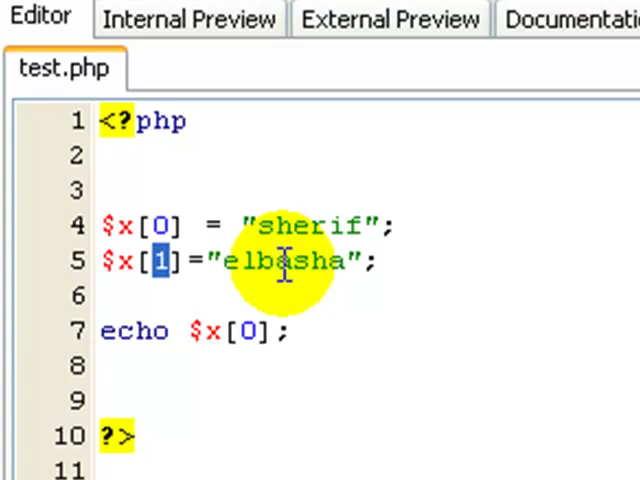 Editor Internal Preview External Preview
test.php
1 <?php
2
3
4 $x[0] = "sherif";
5 $x[1]="elbasha";
6
7 echo $x[0];
8
9
10 ?>
11